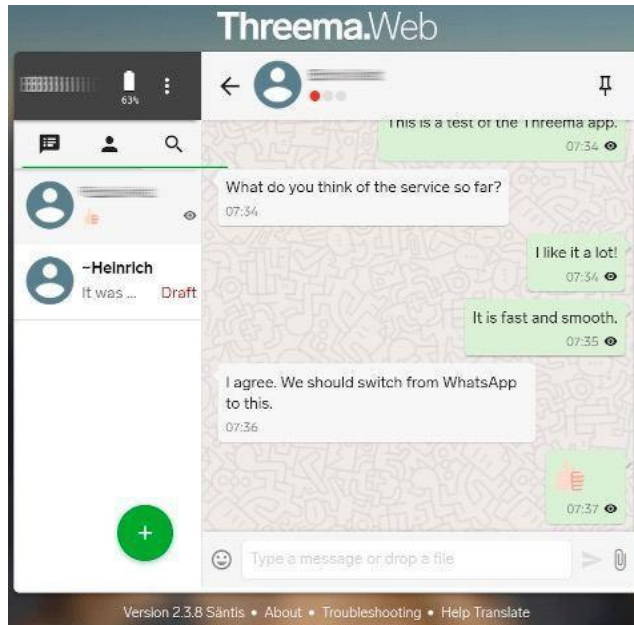 Threema.Web
63%
This is a test of the Threema app.
07:34
What do you think of the service so far?
07:34
~Heinrich
It was ... Draft
I like it a lot!
07:34
It is fast and smooth.
07:35
I agree. We should switch from WhatsApp
to this.
07:36
07:37
Type a message or drop a file
Version 2.3.8 Säntis • About • Troubleshooting • Help Translate